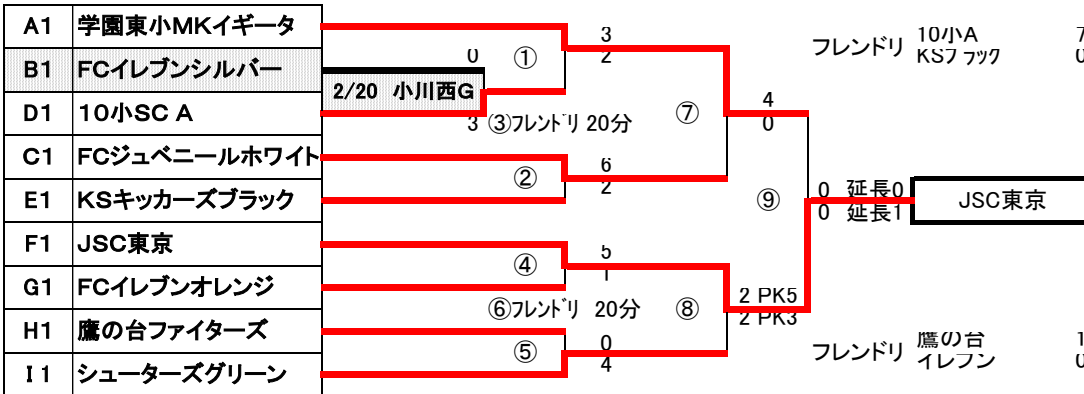 A1 学園東小MKイギータ
B1 FCイレブンシルバー
D1 10小SC A
C1 FCジュベニールホワイト
E1 KSキッカーズブラック
F1 JSC東京
G1 FCイレブンオレンジ
H1 鷹の台ファイターズ
I1 シューターズグリーン
0
2/20 小川西G
3
① 3
2
③フレンドリ 20分
② 6
2
④ 5
1
⑥フレンドリ 20分
⑤ 0
4
⑦ 4
0
⑧ 2 PK5
2 PK3
⑨ 0 延長0
0 延長1
JSC東京
フレンドリ 10小A 7
KSブラック 0
フレンドリ 鷹の台 1
イレブン 0